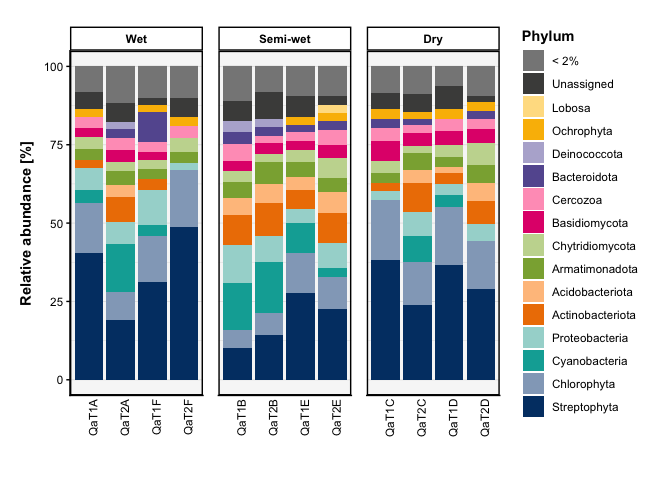 Wet
Semi-wet
Dry
Relative abundance [%]
100
75
50
25
0
QaT1A
QaT2A
QaT1F
QaT2F
QaT1B
QaT2B
QaT1E
QaT2E
QaT1C
QaT2C
QaT1D
QaT2D
Phylum
< 2%
Unassigned
Lobosa
Ochrophyta
Deinococcota
Bacteroidota
Cercozoa
Basidiomycota
Chytridiomycota
Armatimonadota
Acidobacteriota
Actinobacteriota
Proteobacteria
Cyanobacteria
Chlorophyta
Streptophyta